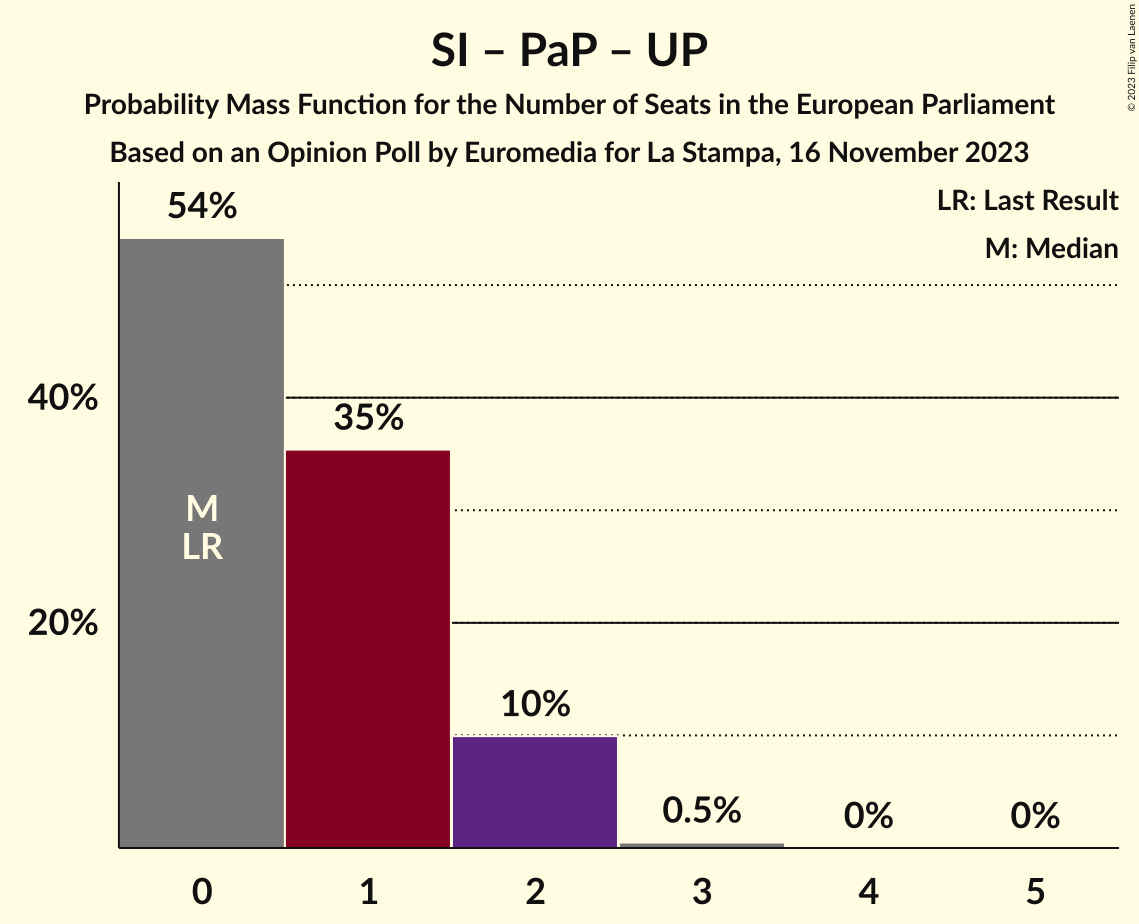 SI – PaP – UP
Probability Mass Function for the Number of Seats in the European Parliament
Based on an Opinion Poll by Euromedia for La Stampa, 16 November 2023
© 2023 Filip van Laenen
LR: Last Result
M: Median
54%
40%
35%
M
LR
20%
10%
0.5%
0%
0%
0
1
2
3
4
5